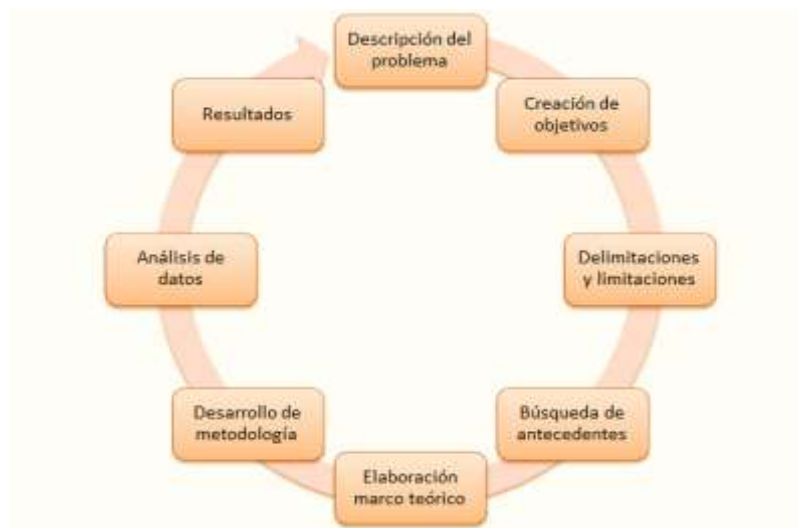 Descripción del
problema
Creación de
objetivos
Delimitaciones
y limitaciones
Búsqueda de
antecedentes
Elaboración
marco teórico
Desarrollo de
metodología
Análisis de
datos
Resultados